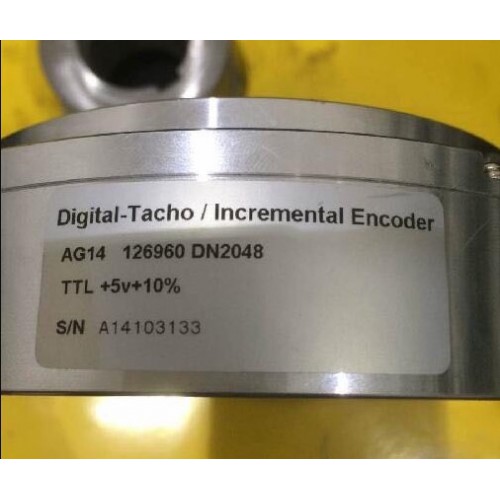 Digital-Tacho / Incremental Encoder
AG14 126960 DN2048
TTL +5v+10%
S/N A14103133